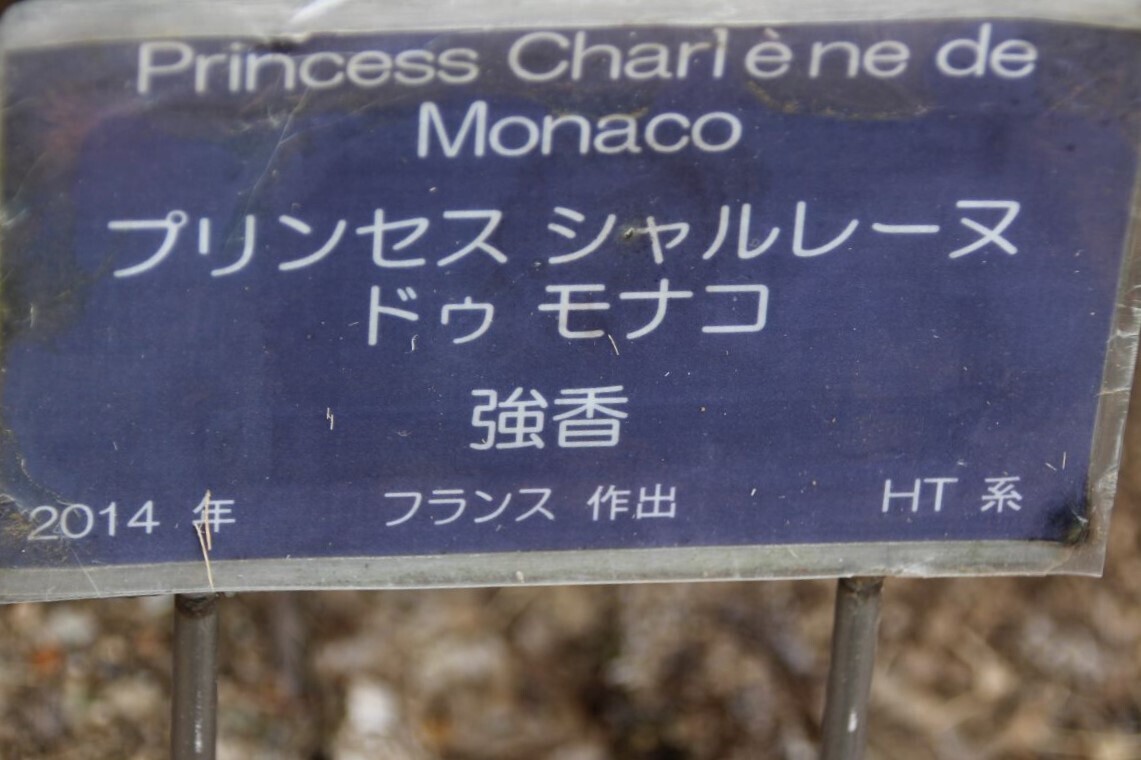 Princess Charlène de
Monaco
プリンセス シャルレーヌ
ドゥ モナコ
強香
2014 年 フランス 作出 HT 系